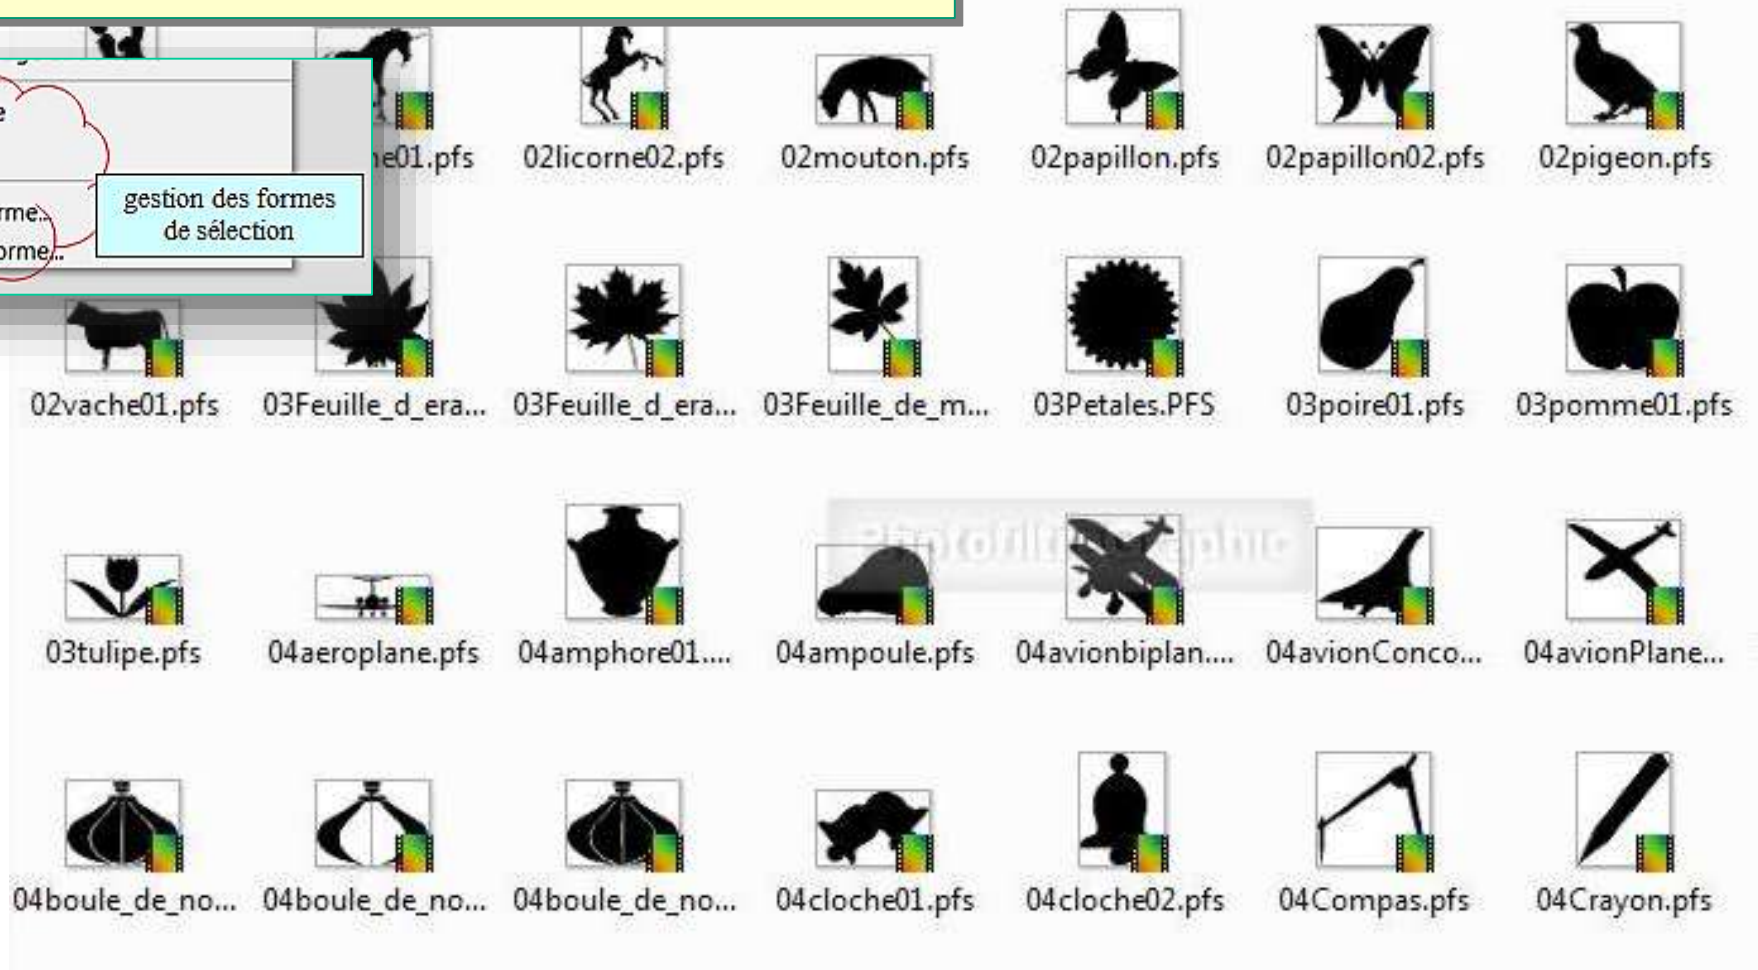 e
ne01.pfs 02licorne02.pfs 02mouton.pfs 02papillon.pfs 02papillon02.pfs 02pigeon.pfs
gestion des formes
de sélection
rme...
orme...
02vache01.pfs 03Feuille_d_era... 03Feuille_d_era... 03Feuille_de_m... 03Petales.PFS 03poire01.pfs 03pomme01.pfs
03tulipe.pfs 04aeroplane.pfs 04amphore01.... 04ampoule.pfs 04avionbiplan.... 04avionConco... 04avionPlane...
04boule_de_no... 04boule_de_no... 04boule_de_no... 04cloche01.pfs 04cloche02.pfs 04Compas.pfs 04Crayon.pfs